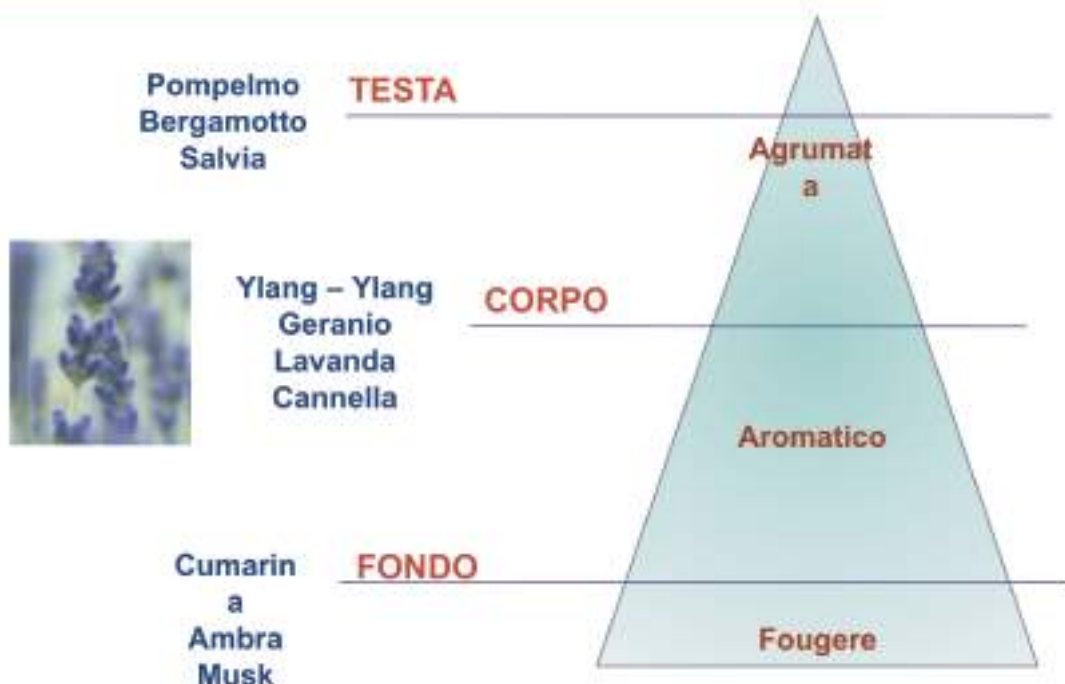 Pompelmo
Bergamotto
Salvia
TESTA
Agrumat
a
Ylang – Ylang
Geranio
Lavanda
Cannella
CORPO
Aromatico
Cumarin
a
Ambra
Musk
FONDO
Fougere